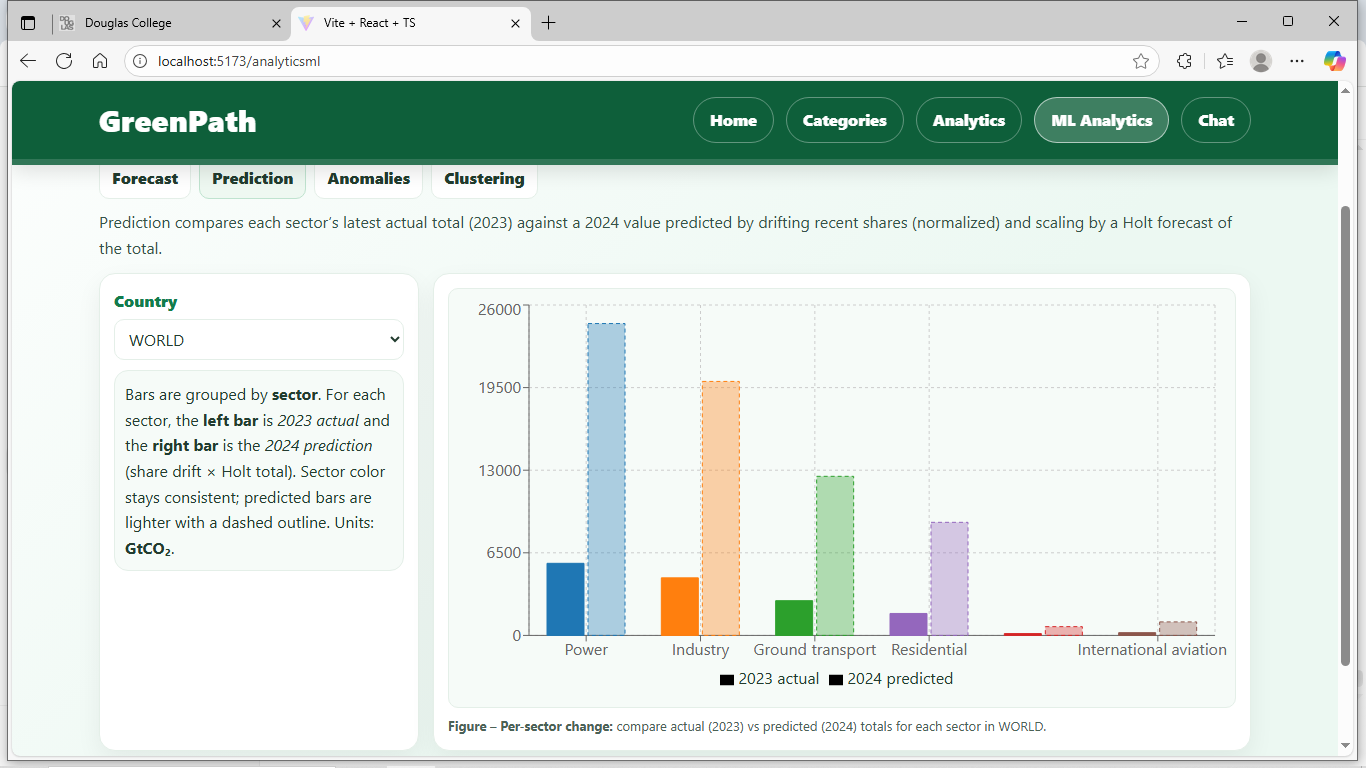 Douglas College
Vite + React + TS
localhost:5173/analyticsml
GreenPath
Home
Categories
Analytics
ML Analytics
Chat
Forecast
Prediction
Anomalies
Clustering
Prediction compares each sector’s latest actual total (2023) against a 2024 value predicted by drifting recent shares (normalized) and scaling by a Holt forecast of
the total.
Country
WORLD
Bars are grouped by sector. For each
sector, the left bar is 2023 actual and
the right bar is the 2024 prediction
(share drift × Holt total). Sector color
stays consistent; predicted bars are
lighter with a dashed outline. Units:
GtCO₂.
26000
19500
13000
6500
0
Power
Industry
Ground transport
Residential
International aviation
2023 actual
2024 predicted
Figure – Per-sector change: compare actual (2023) vs predicted (2024) totals for each sector in WORLD.